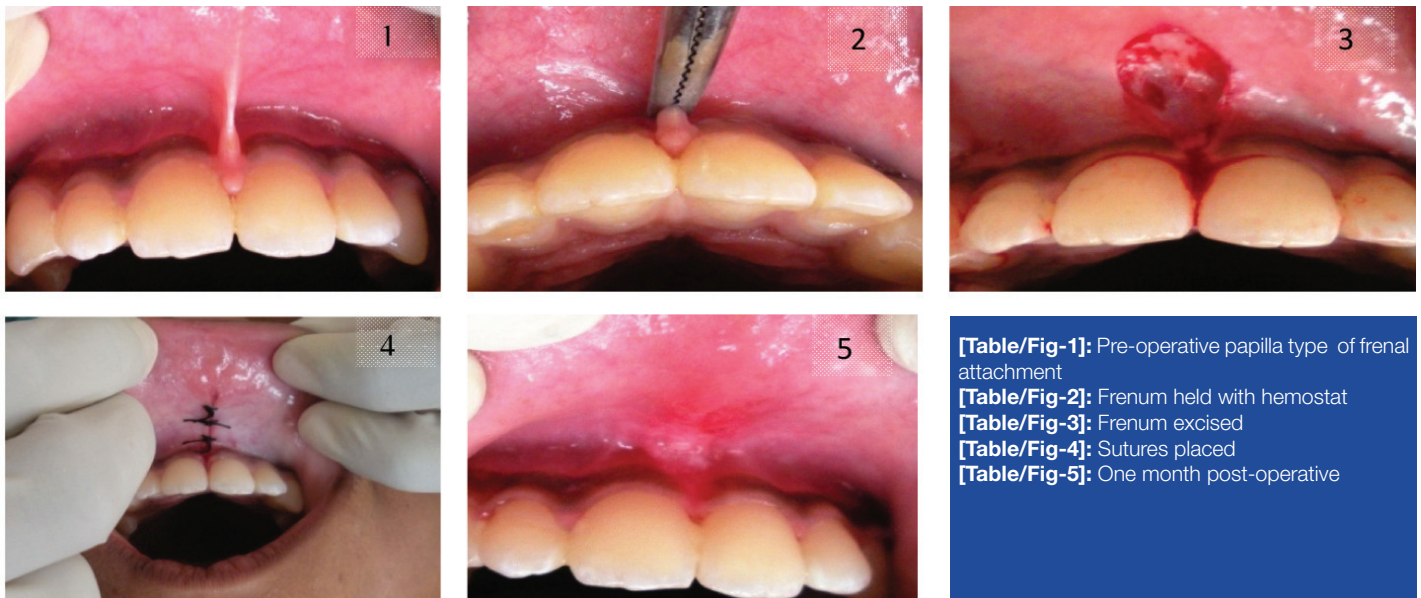 1
2
3
4
5
[Table/Fig-1]: Pre-operative papilla type of frenal
attachment
[Table/Fig-2]: Frenum held with hemostat
[Table/Fig-3]: Frenum excised
[Table/Fig-4]: Sutures placed
[Table/Fig-5]: One month post-operative